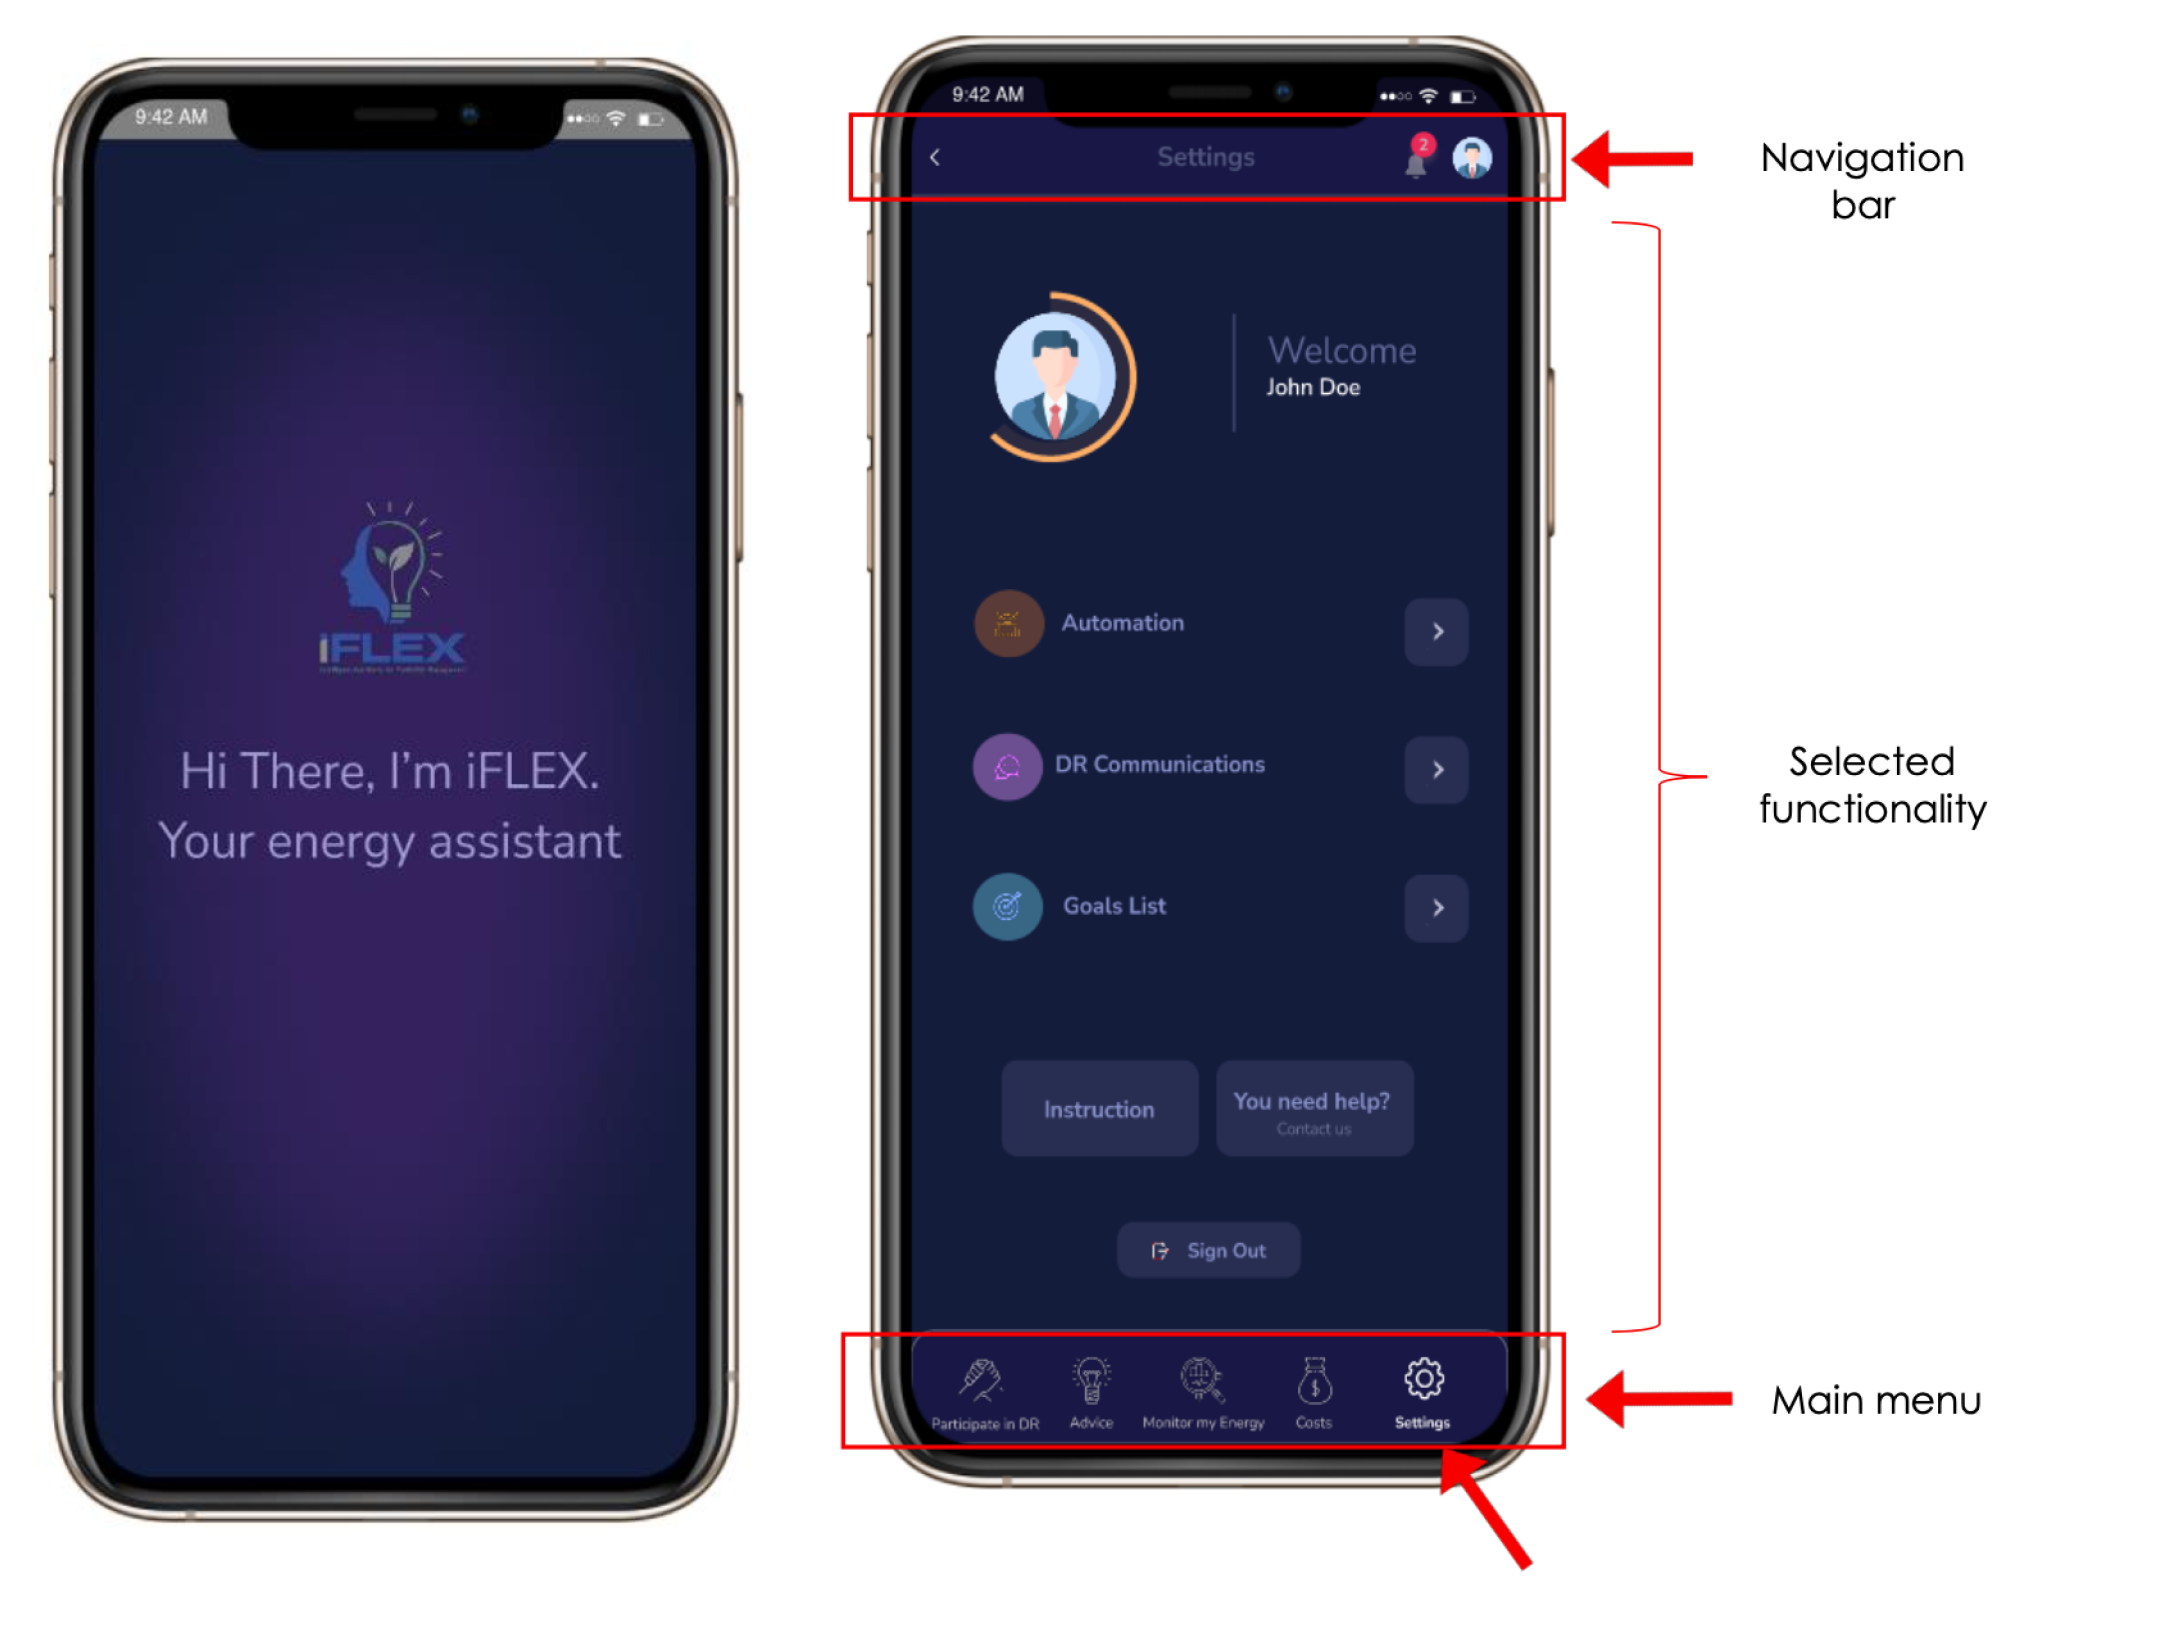 9:42 AM
iFLEX
Hi There, I'm iFLEX.
Your energy assistant
9:42 AM
Settings
2
Welcome
John Doe
Automation
DR Communications
Goals List
Instruction
You need help?
Contact us
Sign Out
Participate in DR
Advice
$
Monitor my Energy
Costs
Settings
Navigation
bar
Selected
functionality
Main menu